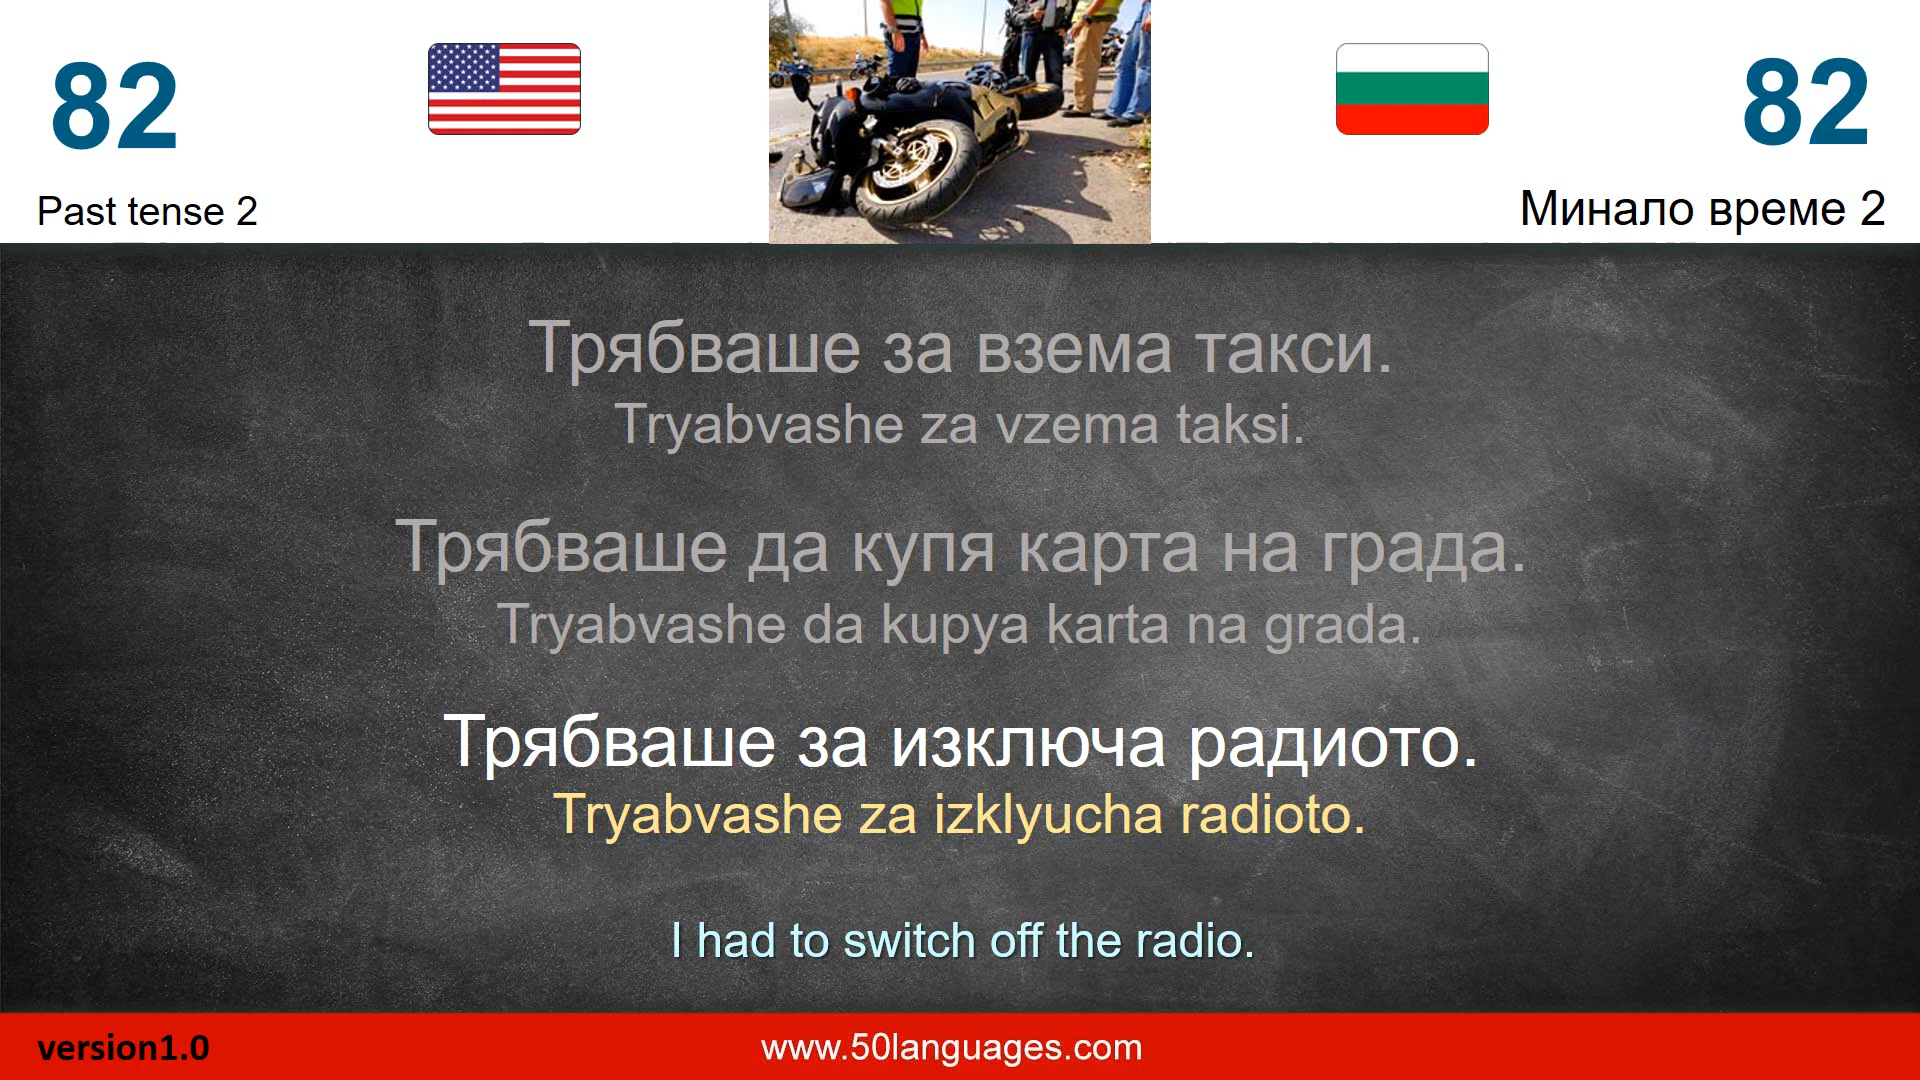 82
82
Past tense 2
Минало време 2
Трябваше за взема такси.
Tryabvashe za vzema taksi.
Трябваше да купя карта на града.
Tryabvashe da kupya karta na grada.
Трябваше за изключа радиото.
Tryabvashe za izklyucha radioto.
I had to switch off the radio.
version1.0
www.50languages.com